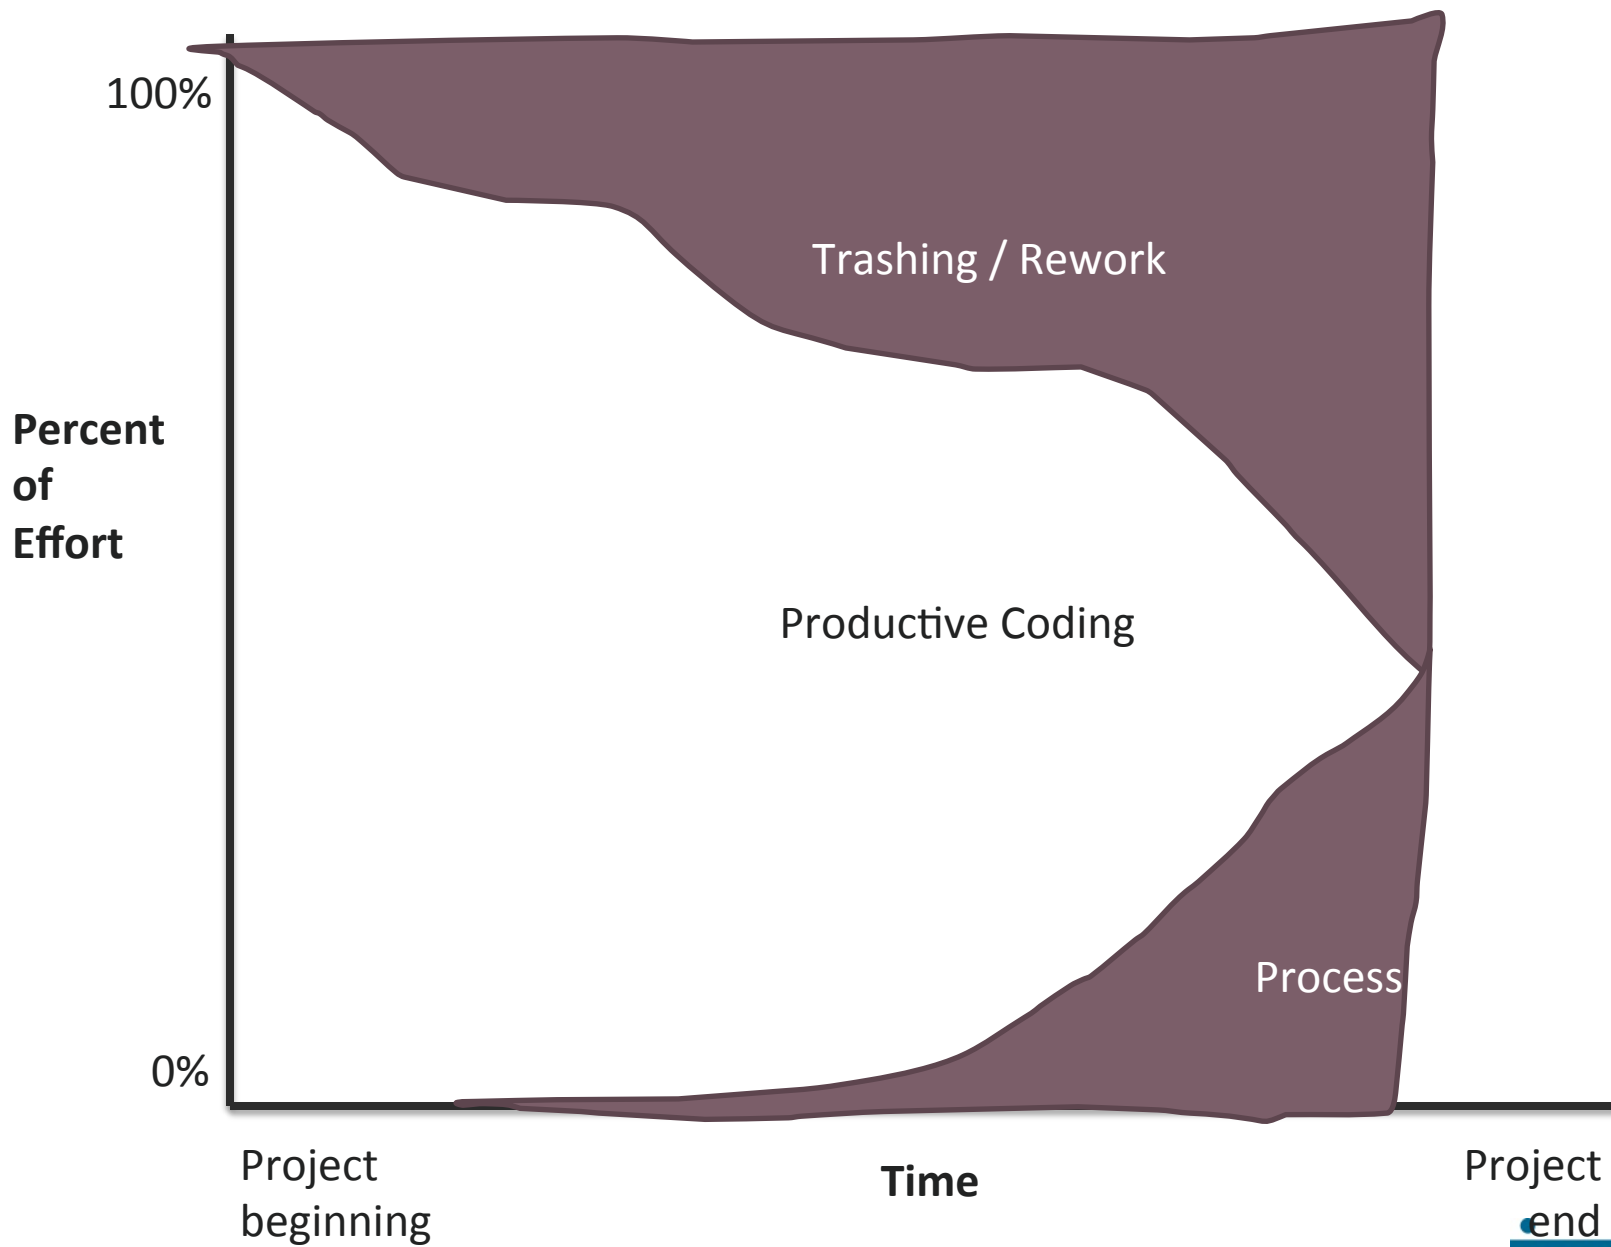 100%
Trashing / Rework
Percent
of
Effort
Productive Coding
Process
0%
Project
beginning
Time
Project
end